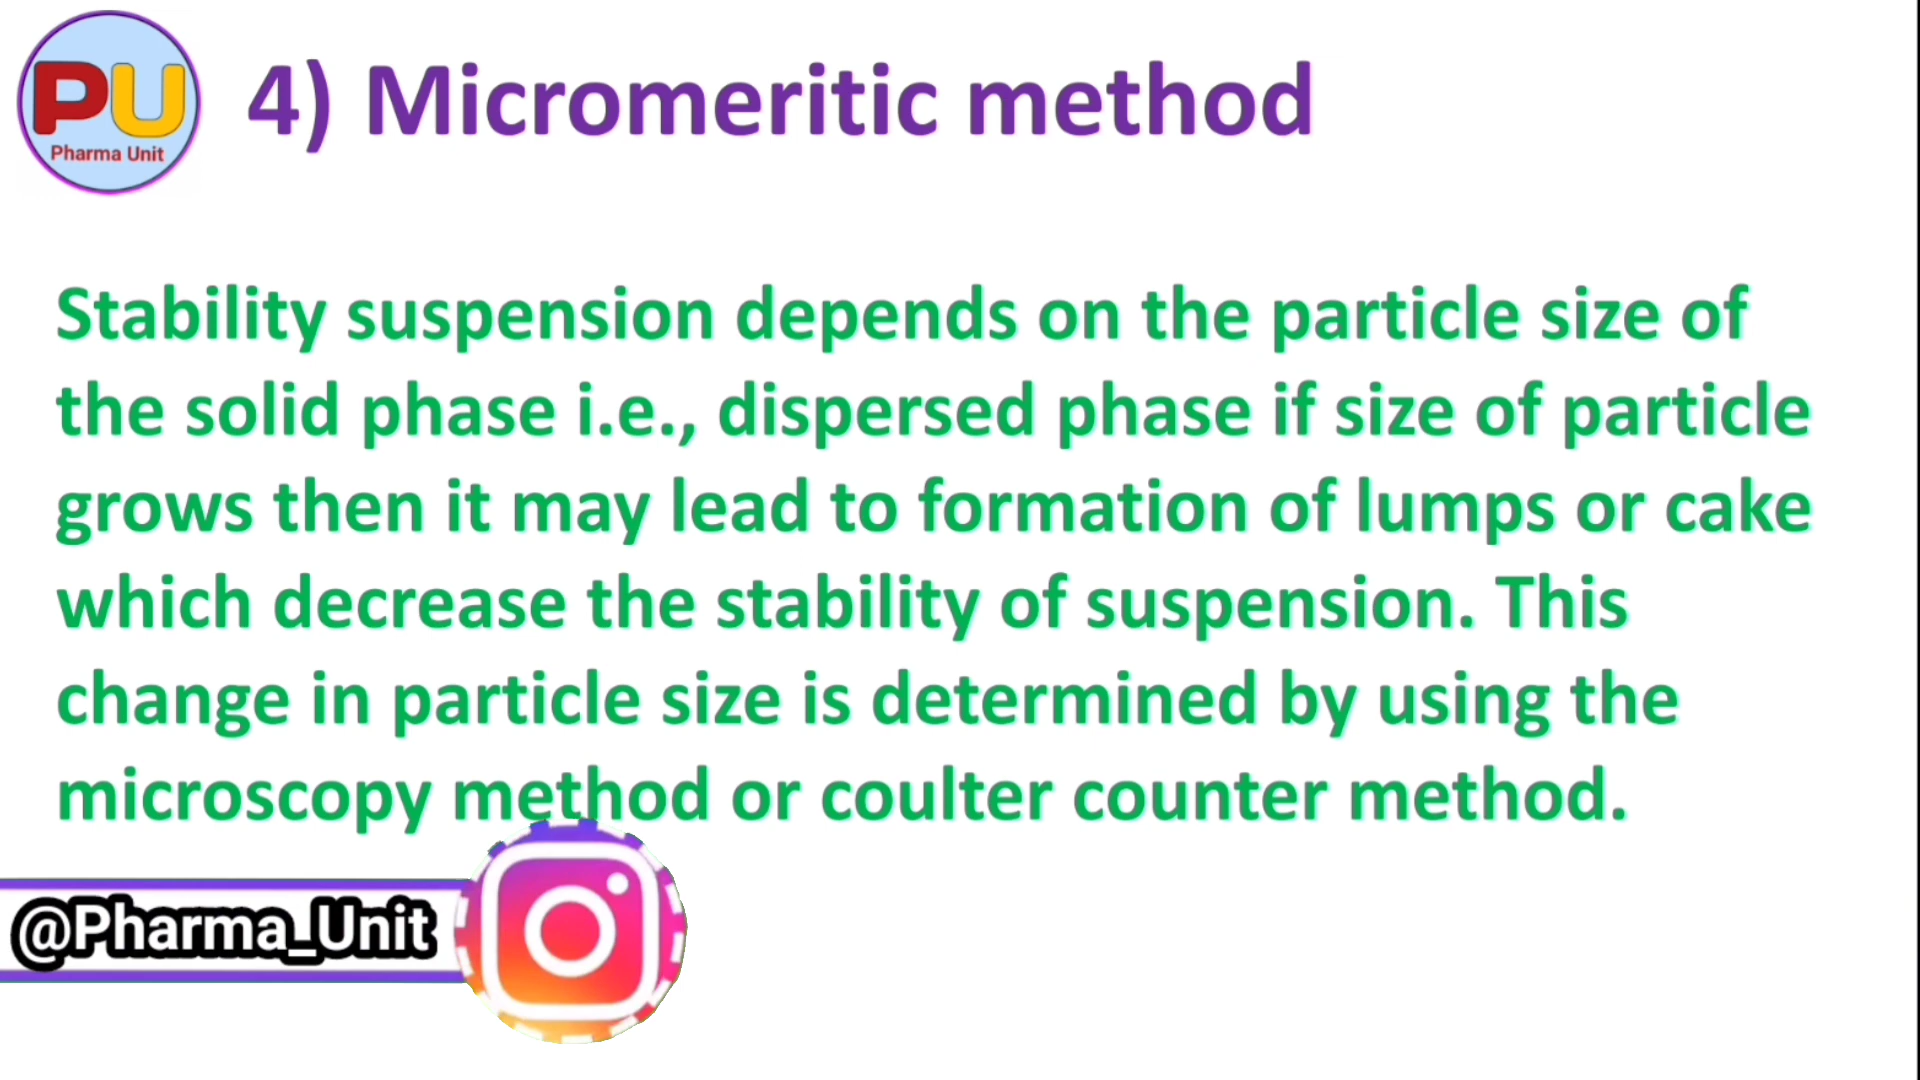 PU
Pharma Unit
4) Micromeritic method
Stability suspension depends on the particle size of
the solid phase i.e., dispersed phase if size of particle
grows then it may lead to formation of lumps or cake
which decrease the stability of suspension. This
change in particle size is determined by using the
microscopy method or coulter counter method.
@Pharma_Unit